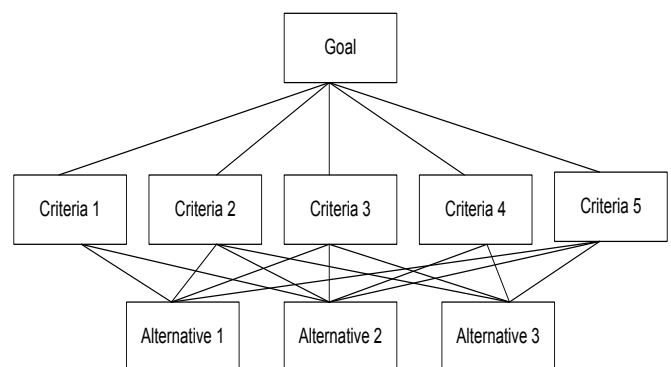 Goal
Criteria 1
Criteria 2
Criteria 3
Criteria 4
Criteria 5
Alternative 1
Alternative 2
Alternative 3